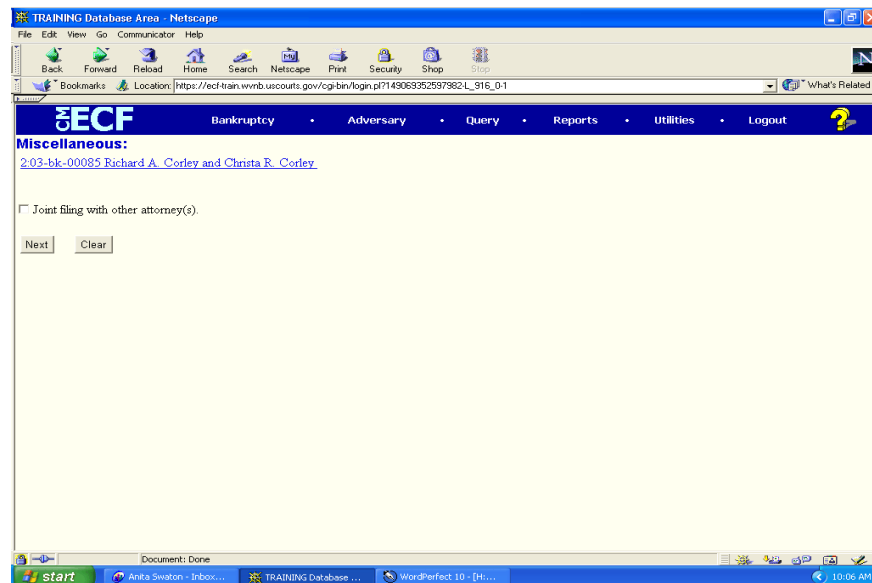 TRAINING Database Area - Netscape
File Edit View Go Communicator Help
Back Forward Reload Home Search Netscape Print Security Shop Stop
Bookmarks Location: https://ecf-train.wvnb.uscourts.gov/cgi-bin/login.pl?149069352597982-L_916_0-1 What's Related
CM ECF Bankruptcy • Adversary • Query • Reports • Utilities • Logout ?
Miscellaneous:
2:03-bk-00085 Richard A. Corley and Christa R. Corley
Joint filing with other attorney(s).
Next Clear
Document: Done
start Anita Swaton - Inbox... TRAINING Database ... WordPerfect 10 - [H:... 10:06 AM